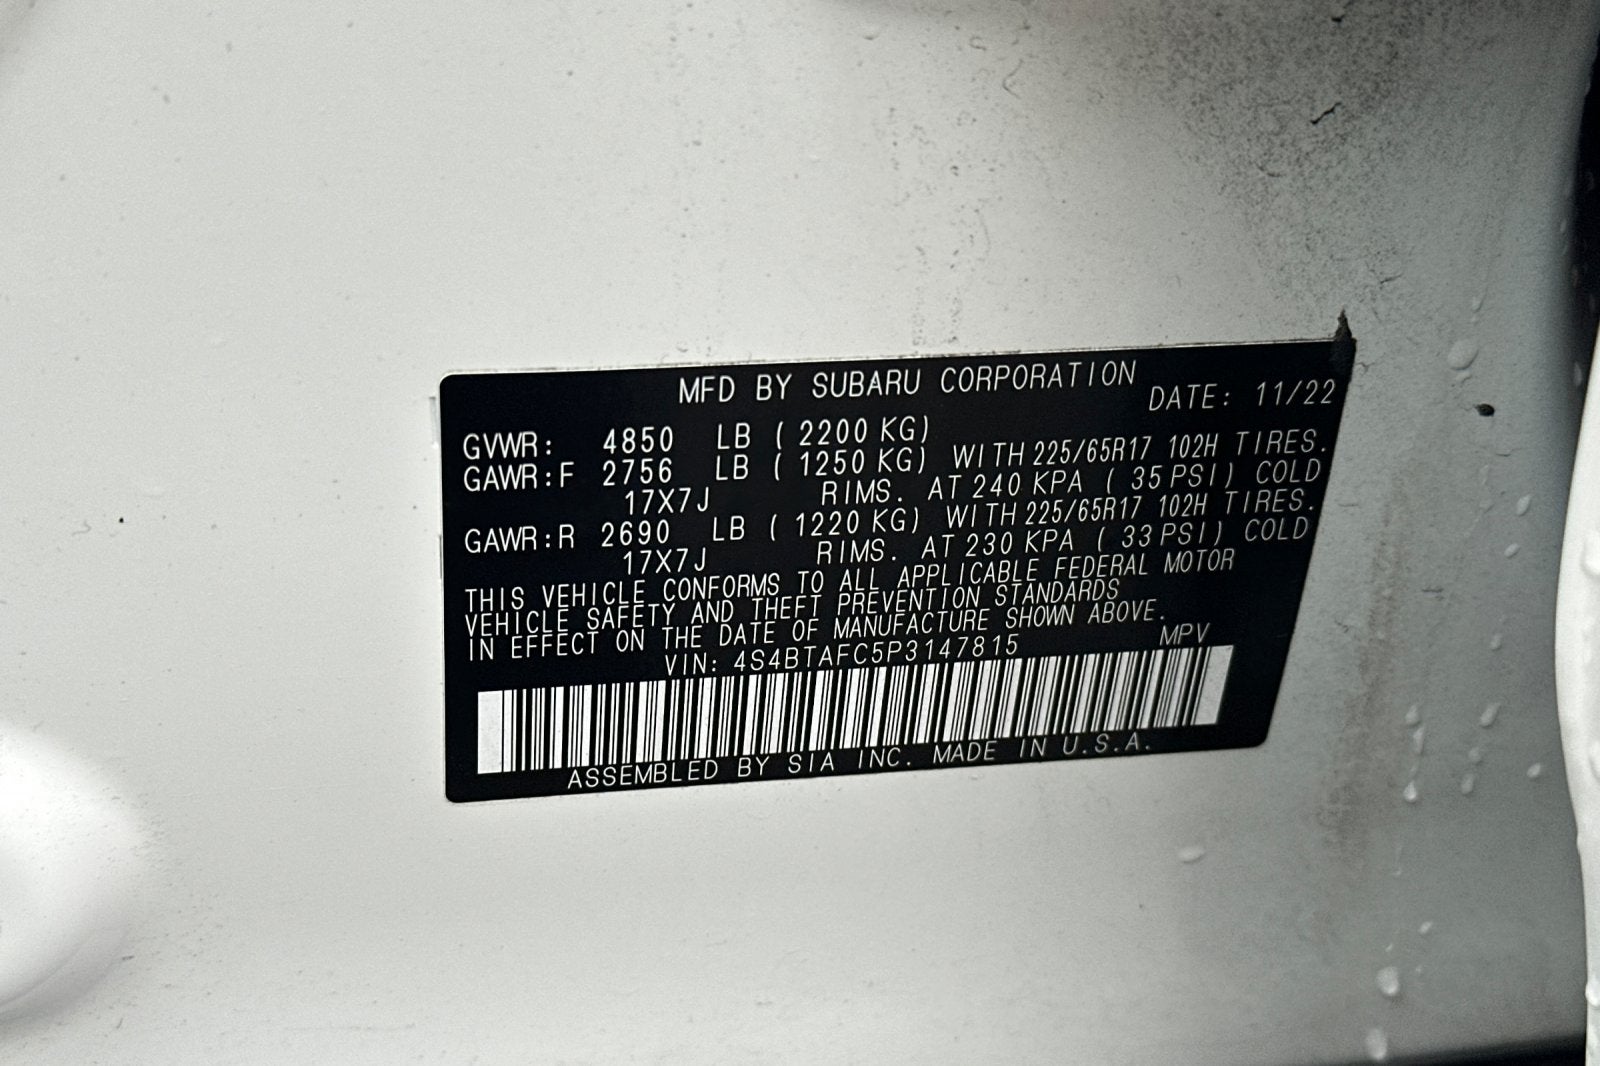 MFD BY SUBARU CORPORATION DATE: 11/22
GVWR: 4850 LB ( 2200 KG)
GAWR:F 2756 LB ( 1250 KG) WITH 225/65R17 102H TIRES.
17X7J RIMS. AT 240 KPA ( 35 PSI) COLD
GAWR:R 2690 LB ( 1220 KG) WITH 225/65R17 102H TIRES.
17X7J RIMS. AT 230 KPA ( 33 PSI) COLD
THIS VEHICLE CONFORMS TO ALL APPLICABLE FEDERAL MOTOR
VEHICLE SAFETY AND THEFT PREVENTION STANDARDS
IN EFFECT ON THE DATE OF MANUFACTURE SHOWN ABOVE.
VIN: 4S4BTAFC5P3147815 MPV
ASSEMBLED BY SIA INC. MADE IN U.S.A.